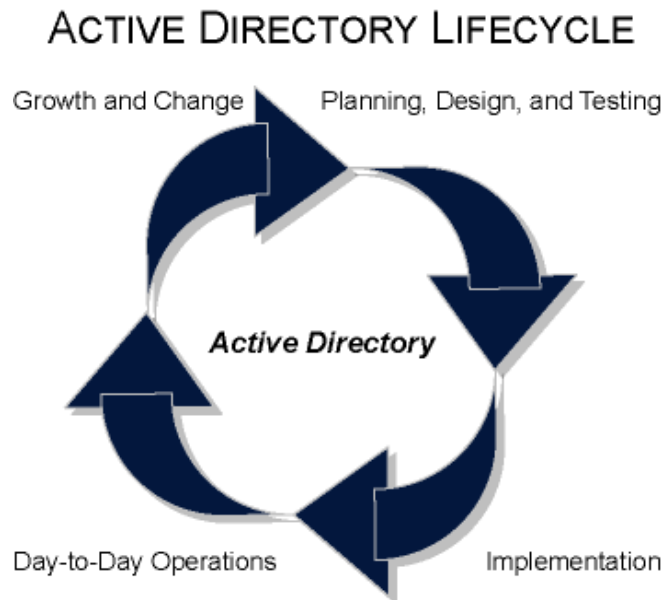 ACTIVE DIRECTORY LIFECYCLE
Growth and Change
Planning, Design, and Testing
Active Directory
Day-to-Day Operations
Implementation